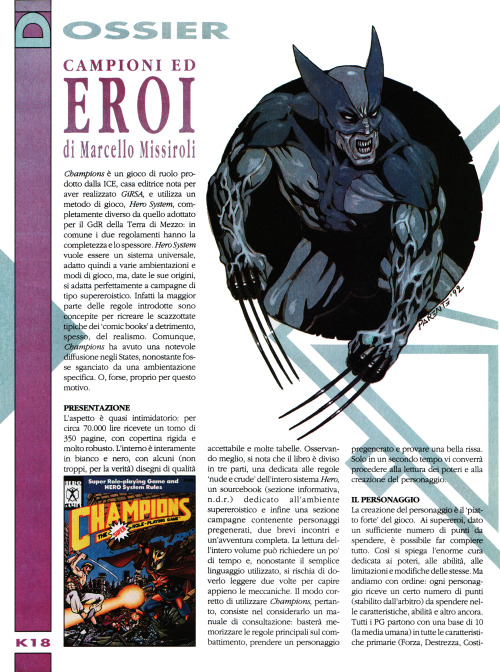 DOSSIER
CAMPIONI ED
EROI
di Marcello Missiroli
Champions è un gioco di ruolo pro-
dotto dalla ICE, casa editrice nota per
aver realizzato GiRSA, e utilizza un
metodo di gioco, Hero System, com-
pletamente diverso da quello adottato
per il GdR della Terra di Mezzo: in
comune i due regolamenti hanno la
completezza e lo spessore. Hero System
vuole essere un sistema universale,
adatto quindi a varie ambientazioni e
modi di gioco, ma, date le sue origini,
si adatta perfettamente a campagne di
tipo supereroistico. Infatti la maggior
parte delle regole introdotte sono
concepite per ricreare le scazzottate
tipiche dei 'comic books' a detrimento,
spesso, del realismo. Comunque,
Champions ha avuto una notevole
diffusione negli States, nonostante fos-
se sganciato da una ambientazione
specifica. O, forse, proprio per questo
motivo.
PRESENTAZIONE
L'aspetto è quasi intimidatorio: per
circa 70.000 lire ricevete un tomo di
350 pagine, con copertina rigida e
molto robusto. L'interno è interamente
in bianco e nero, con alcuni (non
troppi, per la verità) disegni di qualità
Super Role-playing Game and
HERO System Rules
CHAMPIONS
THE SUPER ROLE-PLAYING GAME
PARENTE '92
accettabile e molte tabelle. Osservan-
dolo meglio, si nota che il libro è diviso
in tre parti, una dedicata alle regole
'nude e crude' dell'intero sistema Hero,
un sourcebook (sezione informativa,
n.d.r.) dedicato all'ambiente
supereroistico e infine una sezione
campagne contenente personaggi
pregenerati, due brevi incontri e
un'avventura completa. La lettura del-
l'intero volume può richiedere un po'
di tempo e, nonostante il semplice
linguaggio utilizzato, si rischia di do-
verlo leggere due volte per capire
appieno le meccaniche. Il modo cor-
retto di utilizzare Champions, pertan-
to, consiste nel considerarlo un ma-
nuale di consultazione: basterà me-
morizzare le regole principali sul com-
battimento, prendere un personaggio
pregenerato e provare una bella rissa.
Solo in un secondo tempo vi converrà
procedere alla lettura dei poteri e alla
creazione del personaggio.
IL PERSONAGGIO
La creazione del personaggio è il 'piat-
to forte' del gioco. Ai supereroi, dato
un sufficiente numero di punti da
spendere, è possibile far compiere
tutto. Così si spiega l'enorme cura
dedicata ai poteri, alle abilità, alle
limitazioni e modifiche delle stesse. Ma
andiamo con ordine: ogni personag-
gio riceve un certo numero di punti
(stabilito dall'arbitro) da spendere nel-
le caratteristiche, abilità e altro ancora.
Tutti i PG partono con una base di 10
(la media umana) in tutte le caratteristi-
che primarie (Forza, Destrezza, Costi-
K18